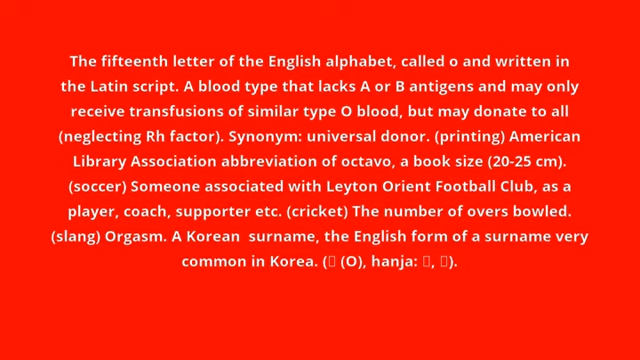 The fifteenth letter of the English alphabet, called o and written in
the Latin script. A blood type that lacks A or B antigens and may only
receive transfusions of similar type O blood, but may donate to all
(neglecting Rh factor). Synonym: universal donor. (printing) American
Library Association abbreviation of octavo, a book size (20-25 cm).
(soccer) Someone associated with Leyton Orient Football Club, as a
player, coach, supporter etc. (cricket) The number of overs bowled.
(slang) Orgasm. A Korean surname, the English form of a surname very
common in Korea. (▯ (O), hanja: ▯, ▯).